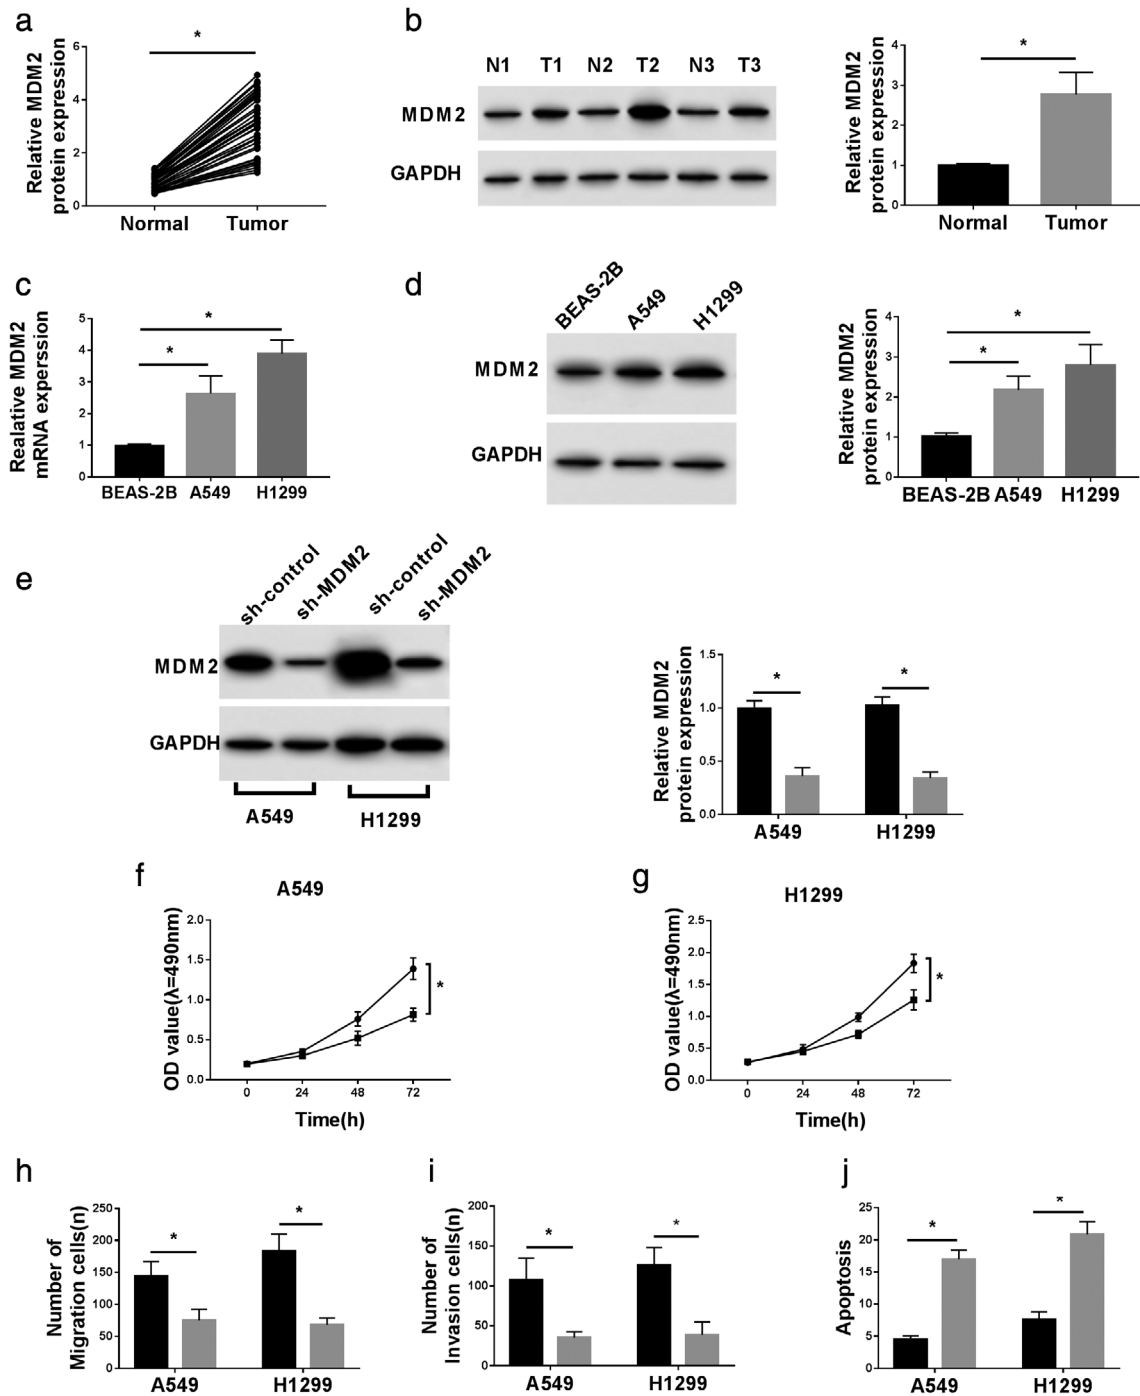 a
*
Relative MDM2
protein expression
6
4
2
0
Normal
Tumor
b
N1 T1 N2 T2 N3 T3
MDM2
GAPDH
*
Relative MDM2
protein expression
4
3
2
1
0
Normal
Tumor
c
*
*
Realative MDM2
mRNA experssion
5
4
3
2
1
0
BEAS-2B A549 H1299
d
BEAS-2B
A549
H1299
MDM2
GAPDH
*
*
Relative MDM2
protein expression
4
3
2
1
0
BEAS-2B A549 H1299
e
sh-control
sh-MDM2
sh-control
sh-MDM2
MDM2
GAPDH
A549
H1299
*
*
Relative MDM2
protein expression
1.5
1.0
0.5
0.0
A549
H1299
f
A549
OD value(λ=490nm)
2.0
1.5
1.0
0.5
0.0
*
0 24 48 72
Time(h)
g
H1299
OD value(λ=490nm)
2.5
2.0
1.5
1.0
0.5
0.0
*
0 24 48 72
Time(h)
h
Number of
Migration cells(n)
250
200
150
100
50
0
*
*
A549
H1299
i
Number of
Invasion cells(n)
200
150
100
50
0
*
*
A549
H1299
j
Apoptosis
25
20
15
10
5
0
*
*
A549
H1299